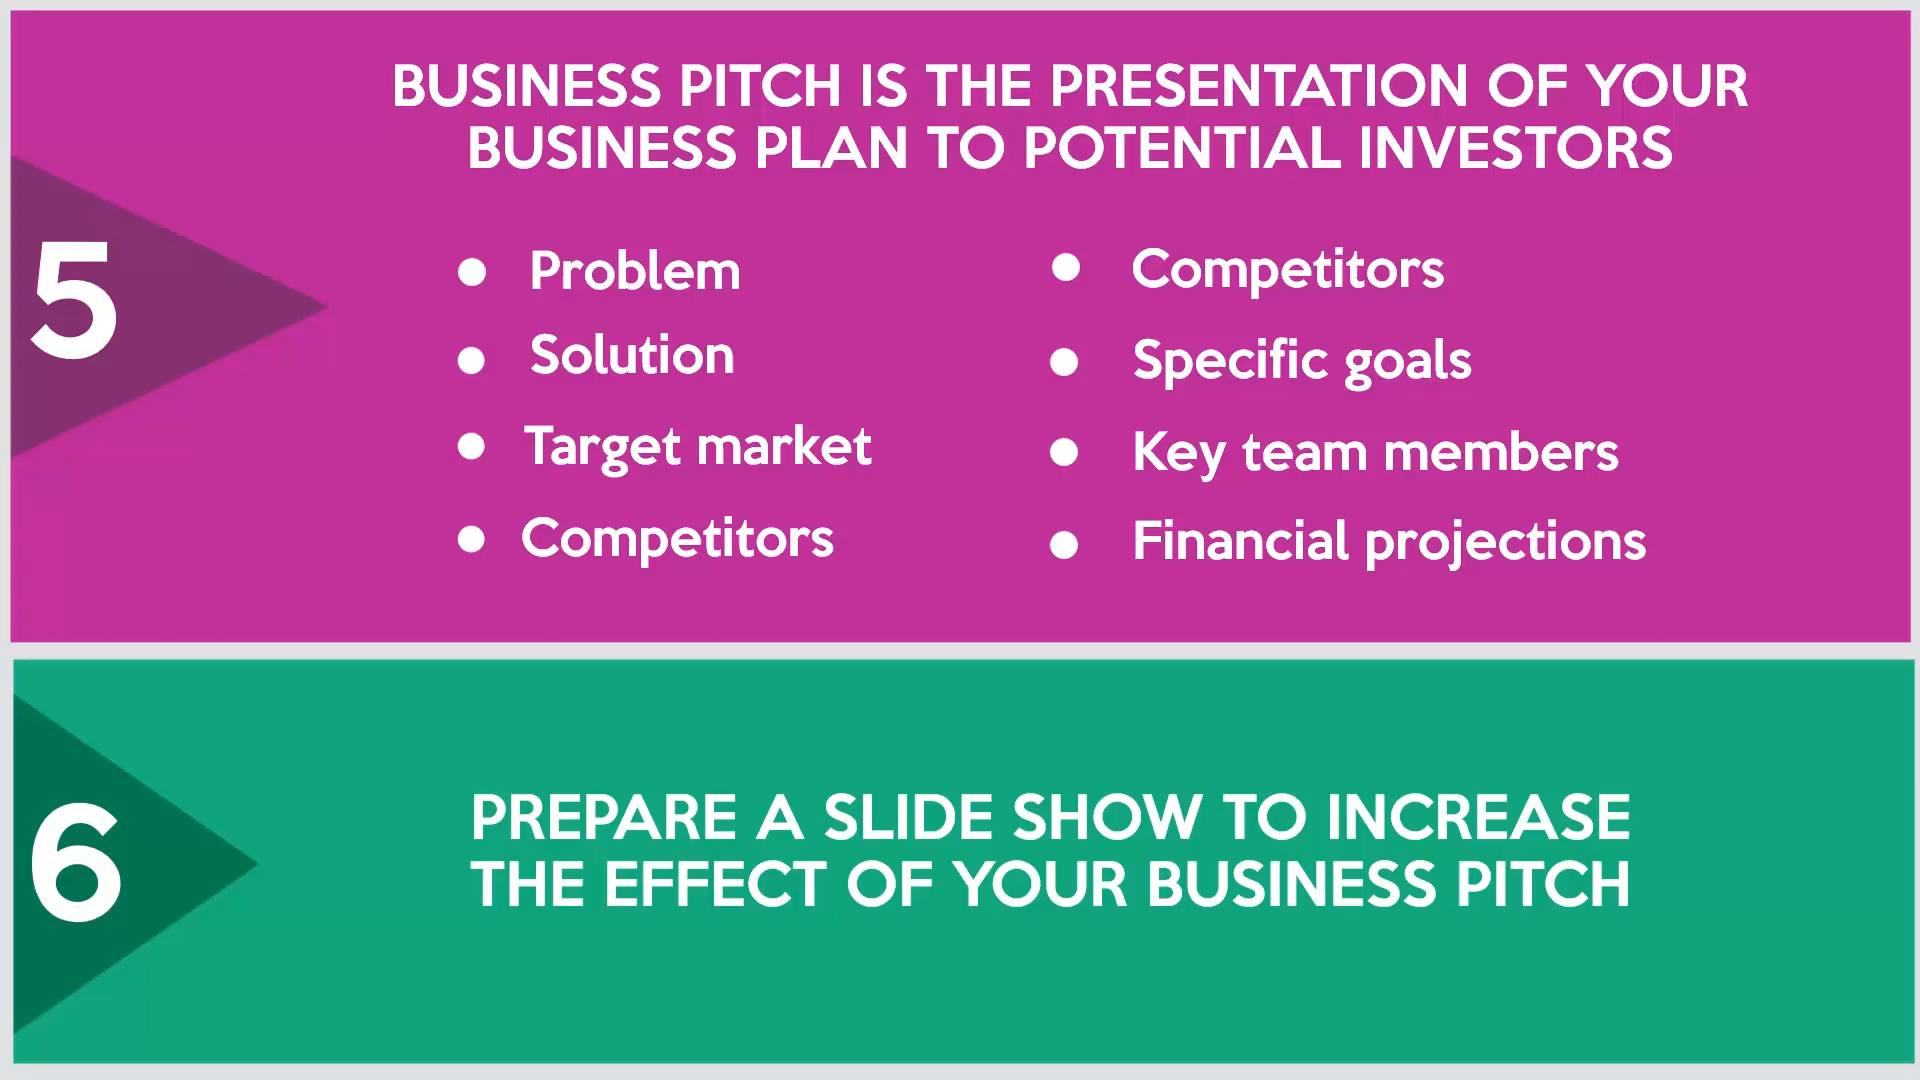 5
BUSINESS PITCH IS THE PRESENTATION OF YOUR
BUSINESS PLAN TO POTENTIAL INVESTORS
● Problem
● Solution
● Target market
● Competitors
● Competitors
● Specific goals
● Key team members
● Financial projections
6
PREPARE A SLIDE SHOW TO INCREASE
THE EFFECT OF YOUR BUSINESS PITCH